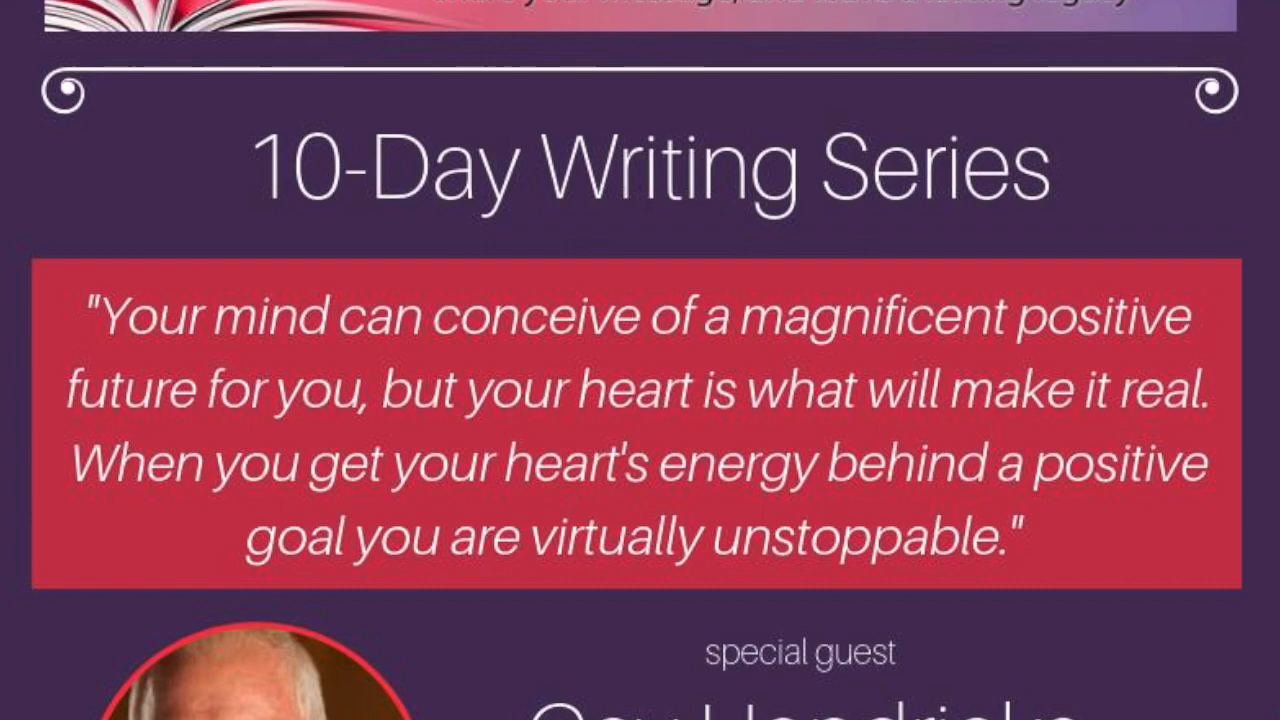 10-Day Writing Series
"Your mind can conceive of a magnificent positive
future for you, but your heart is what will make it real.
When you get your heart's energy behind a positive
goal you are virtually unstoppable."
special guest
Gay Hendricks